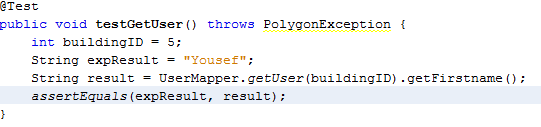 @Test
public void testGetUser() throws PolygonException {
    int buildingID = 5;
    String expResult = "Yousef";
    String result = UserMapper.getUser(buildingID).getFirstname();
    assertEquals(expResult, result);
}